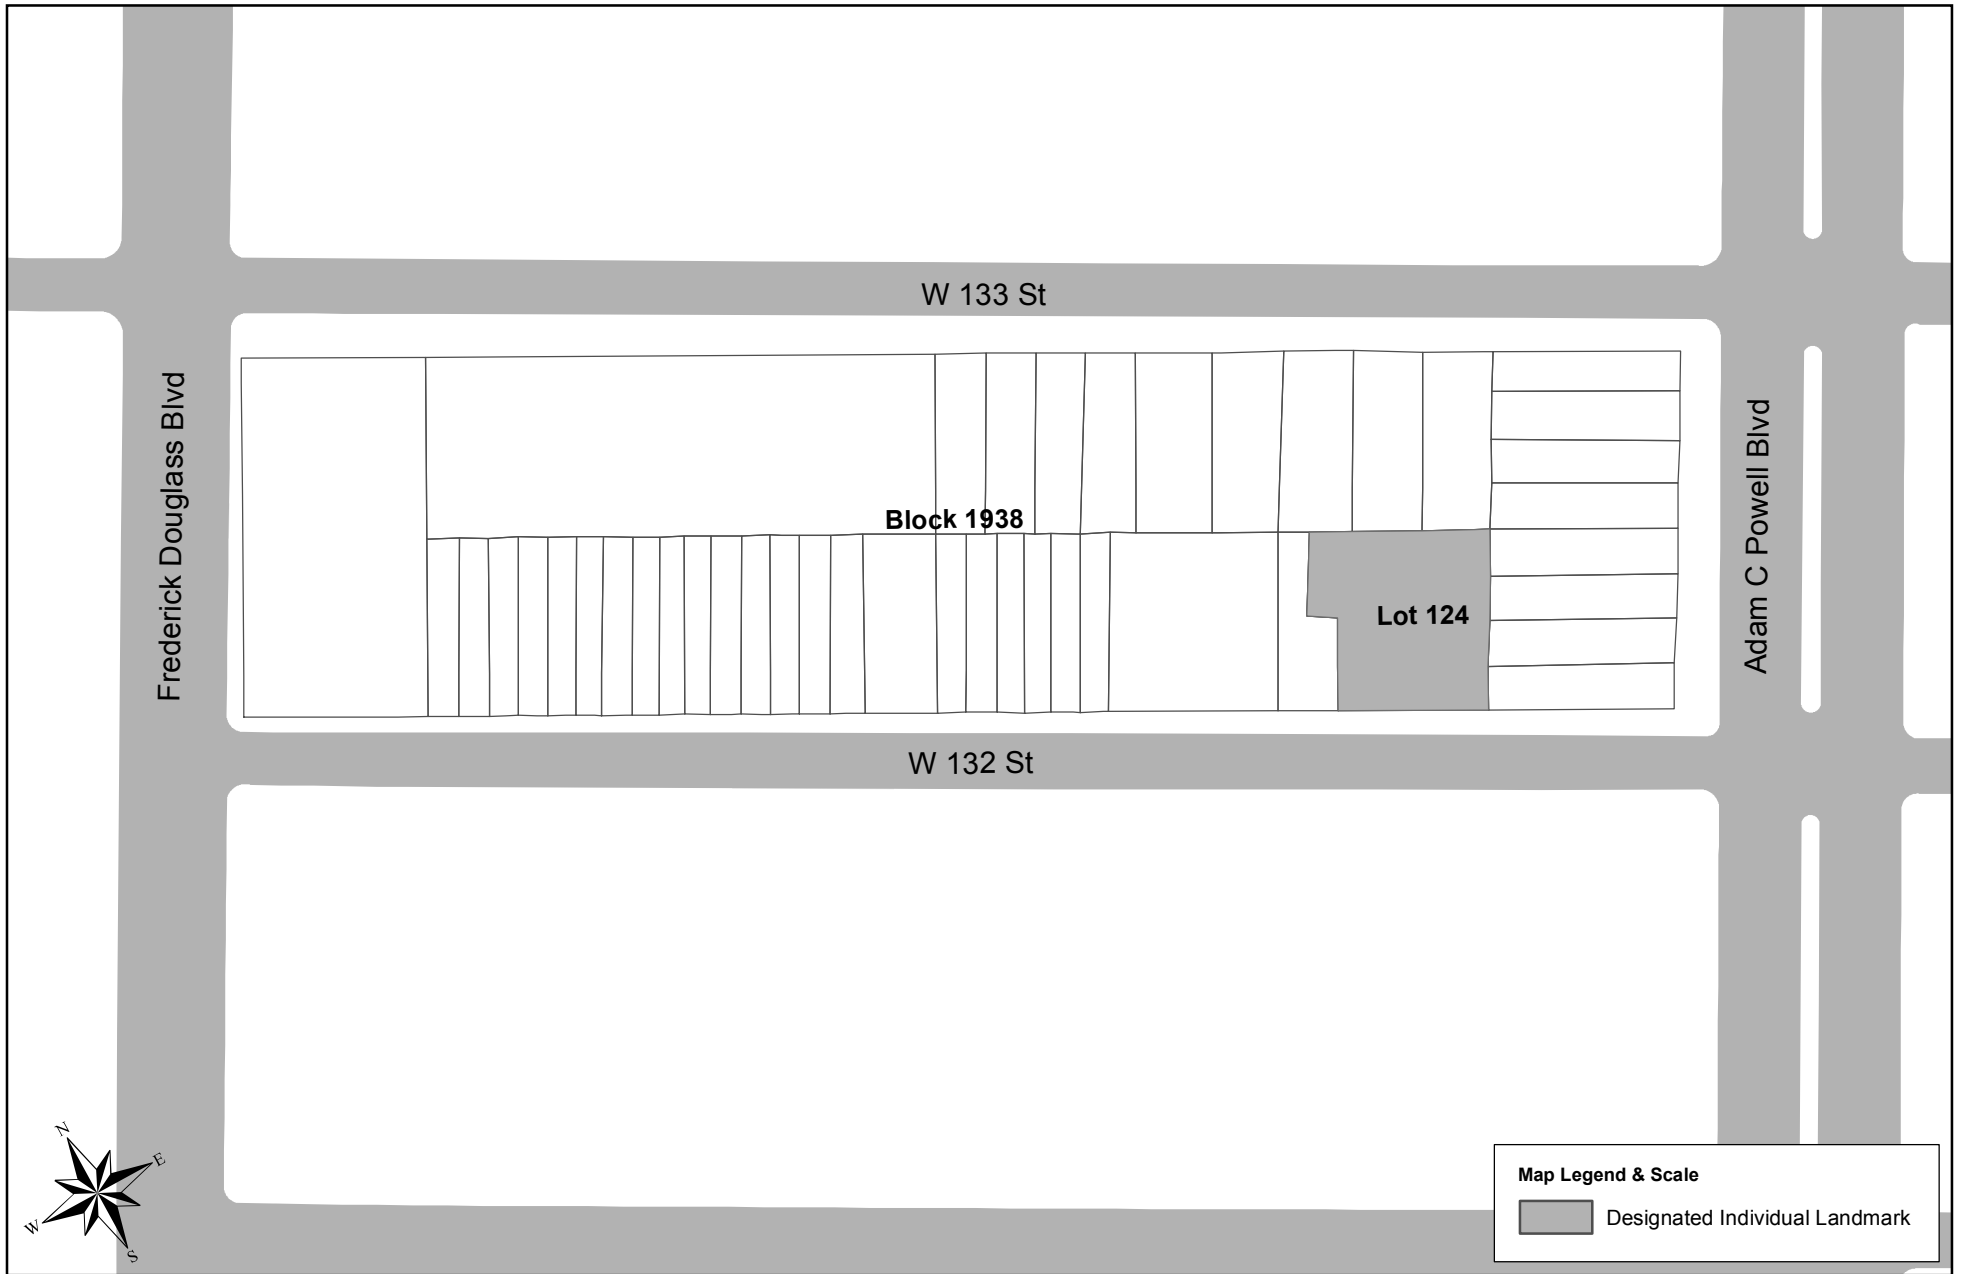 W 133 St
Frederick Douglass Blvd
Adam C Powell Blvd
Block 1938
Lot 124
W 132 St
N
E
W
S
Map Legend & Scale
Designated Individual Landmark